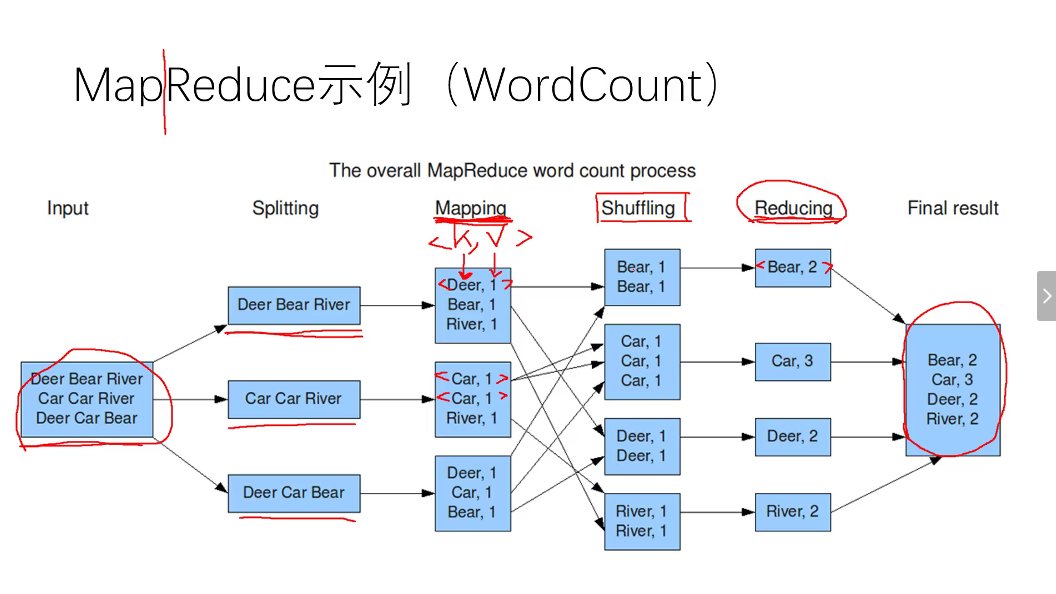 MapReduce示例（WordCount）
The overall MapReduce word count process
Input
Splitting
Mapping
Shuffling
Reducing
Final result
<K, V>
Deer Bear River
Car Car River
Deer Car Bear
Deer Bear River
Car Car River
Deer Car Bear
<Deer, 1>
Bear, 1
River, 1
<Car, 1>
<Car, 1>
River, 1
Deer, 1
Car, 1
Bear, 1
Bear, 1
Bear, 1
Car, 1
Car, 1
Car, 1
Deer, 1
Deer, 1
River, 1
River, 1
<Bear, 2>
Car, 3
Deer, 2
River, 2
Bear, 2
Car, 3
Deer, 2
River, 2